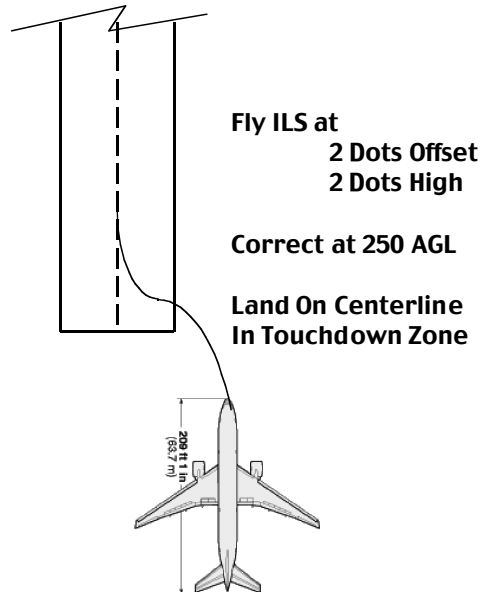 Fly ILS at
2 Dots Offset
2 Dots High
Correct at 250 AGL
Land On Centerline
In Touchdown Zone
209 ft 1 in
(63.7 m)